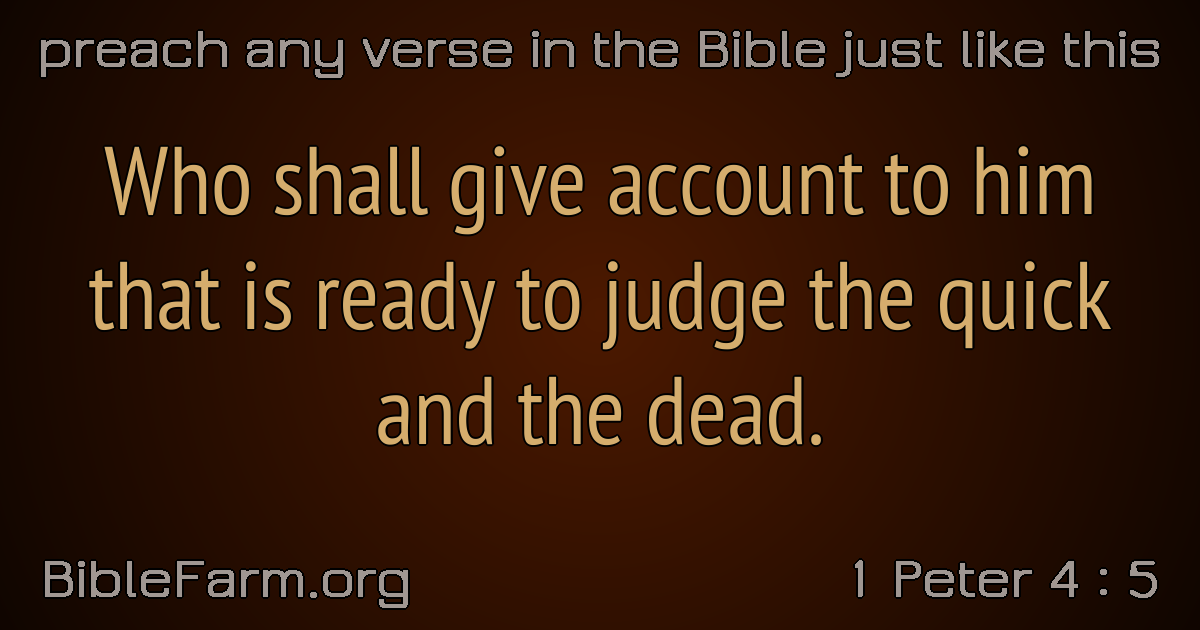 preach any verse in the Bible just like this
Who shall give account to him
that is ready to judge the quick
and the dead.
BibleFarm.org
1 Peter 4 : 5